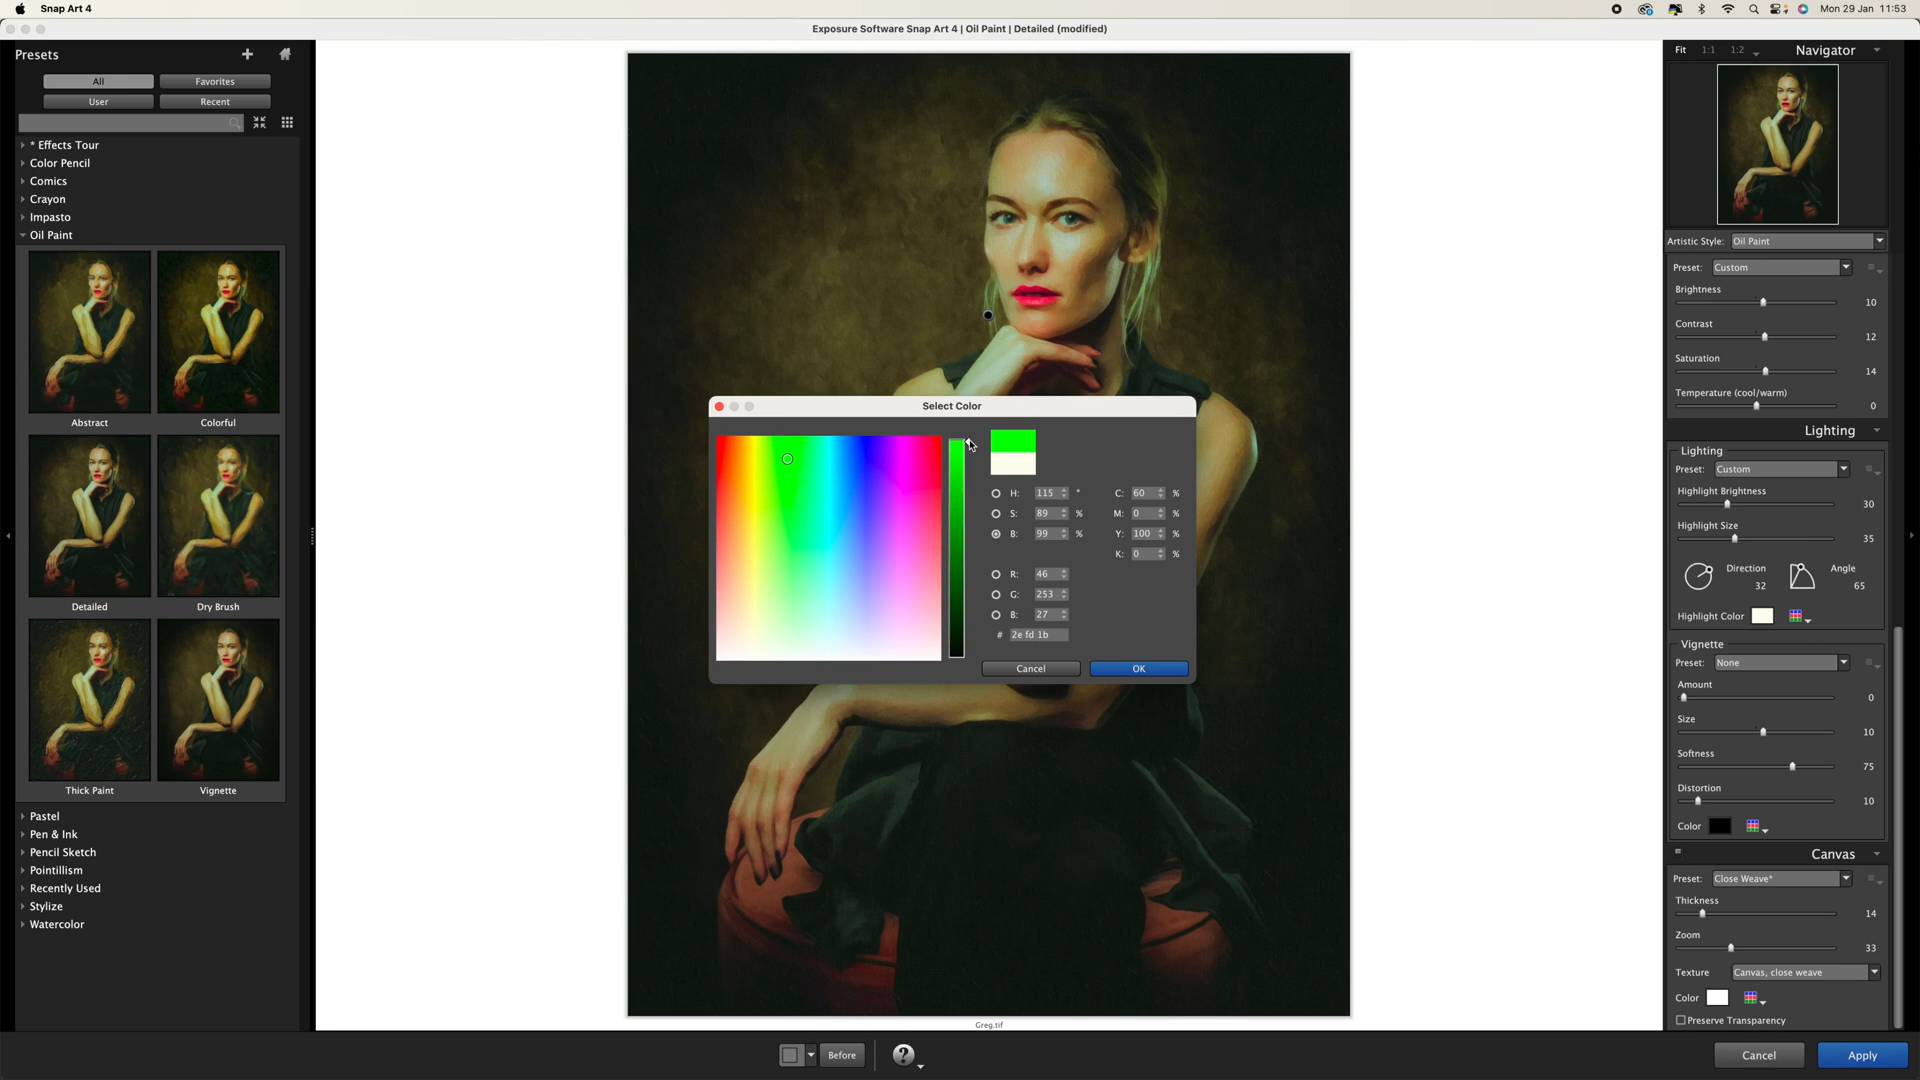 Snap Art 4
Mon 29 Jan 11:53
Exposure Software Snap Art 4 | Oil Paint | Detailed (modified)
Presets
All
Favorites
User
Recent
* Effects Tour
Color Pencil
Comics
Crayon
Impasto
Oil Paint
Abstract
Colorful
Detailed
Dry Brush
Thick Paint
Vignette
Pastel
Pen & Ink
Pencil Sketch
Pointillism
Recently Used
Stylize
Watercolor
Select Color
H: 115 °
C: 60 %
S: 89 %
M: 0 %
B: 99 %
Y: 100 %
K: 0 %
R: 46
G: 253
B: 27
# 2e fd 1b
Cancel
OK
Greg.tif
Before
?
Fit 1:1 1:2
Navigator
Artistic Style: Oil Paint
Preset: Custom
Brightness
10
Contrast
12
Saturation
14
Temperature (cool/warm)
0
Lighting
Lighting
Preset: Custom
Highlight Brightness
30
Highlight Size
35
Direction
32
Angle
65
Highlight Color
Vignette
Preset: None
Amount
0
Size
10
Softness
75
Distortion
10
Color
Canvas
Preset: Close Weave*
Thickness
14
Zoom
33
Texture Canvas, close weave
Color
Preserve Transparency
Cancel
Apply